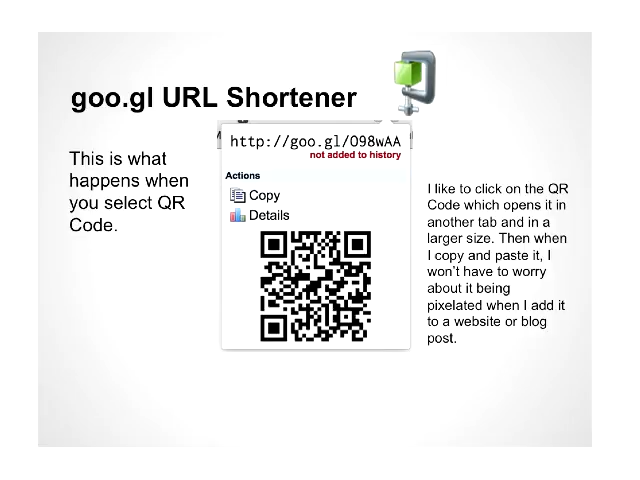 goo.gl URL Shortener
This is what
happens when
you select QR
Code.
http://goo.gl/O98wAA
not added to history
Actions
Copy
Details
I like to click on the QR
Code which opens it in
another tab and in a
larger size. Then when
I copy and paste it, I
won't have to worry
about it being
pixelated when I add it
to a website or blog
post.